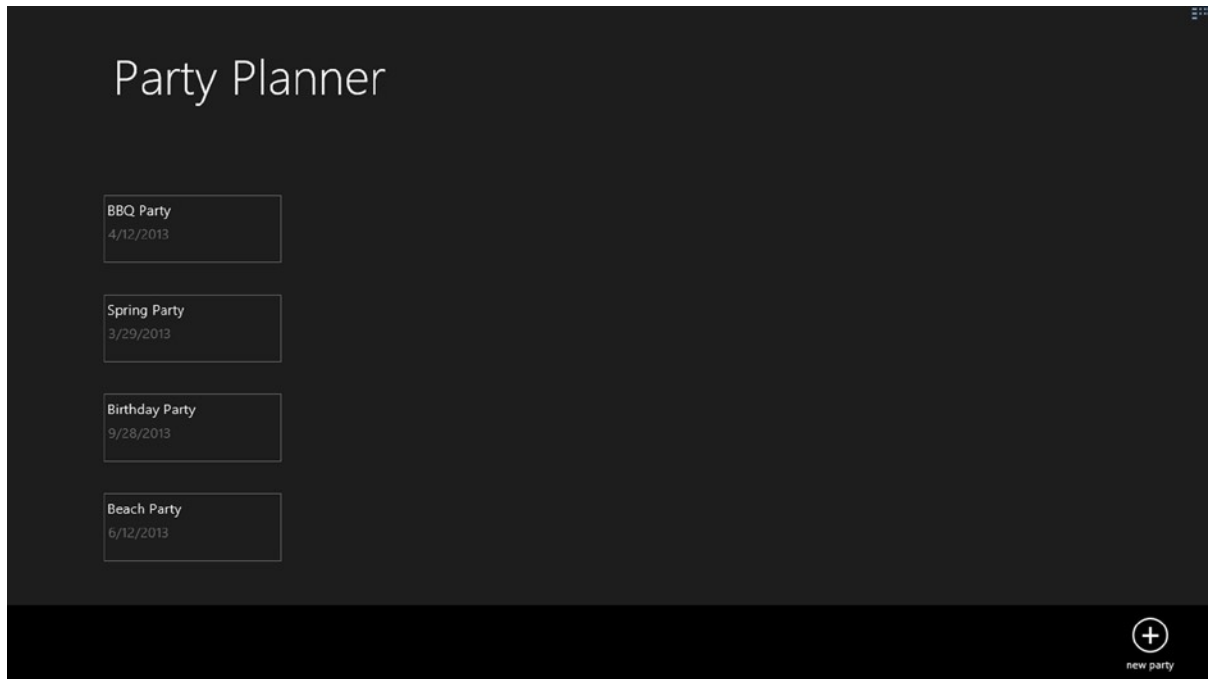 Party Planner
BBQ Party
4/12/2013
Spring Party
3/29/2013
Birthday Party
9/28/2013
Beach Party
6/12/2013
new party